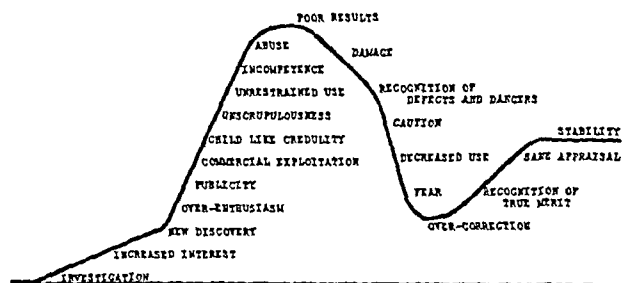 POOR RESULTS
ABUSE
DAMAGE
INCOMPETENCE
RECOGNITION OF
DEFECTS AND DANGERS
UNRESTRAINED USE
UNSCRUPULOUSNESS
CAUTION
STABILITY
CHILD LIKE CREDULITY
COMMERCIAL EXPLOITATION
DECREASED USE
SANE APPRAISAL
PUBLICITY
FEAR
RECOGNITION OF
TRUE MERIT
OVER-ENTHUSIASM
OVER-CORRECTION
NEW DISCOVERY
INCREASED INTEREST
INVESTIGATION